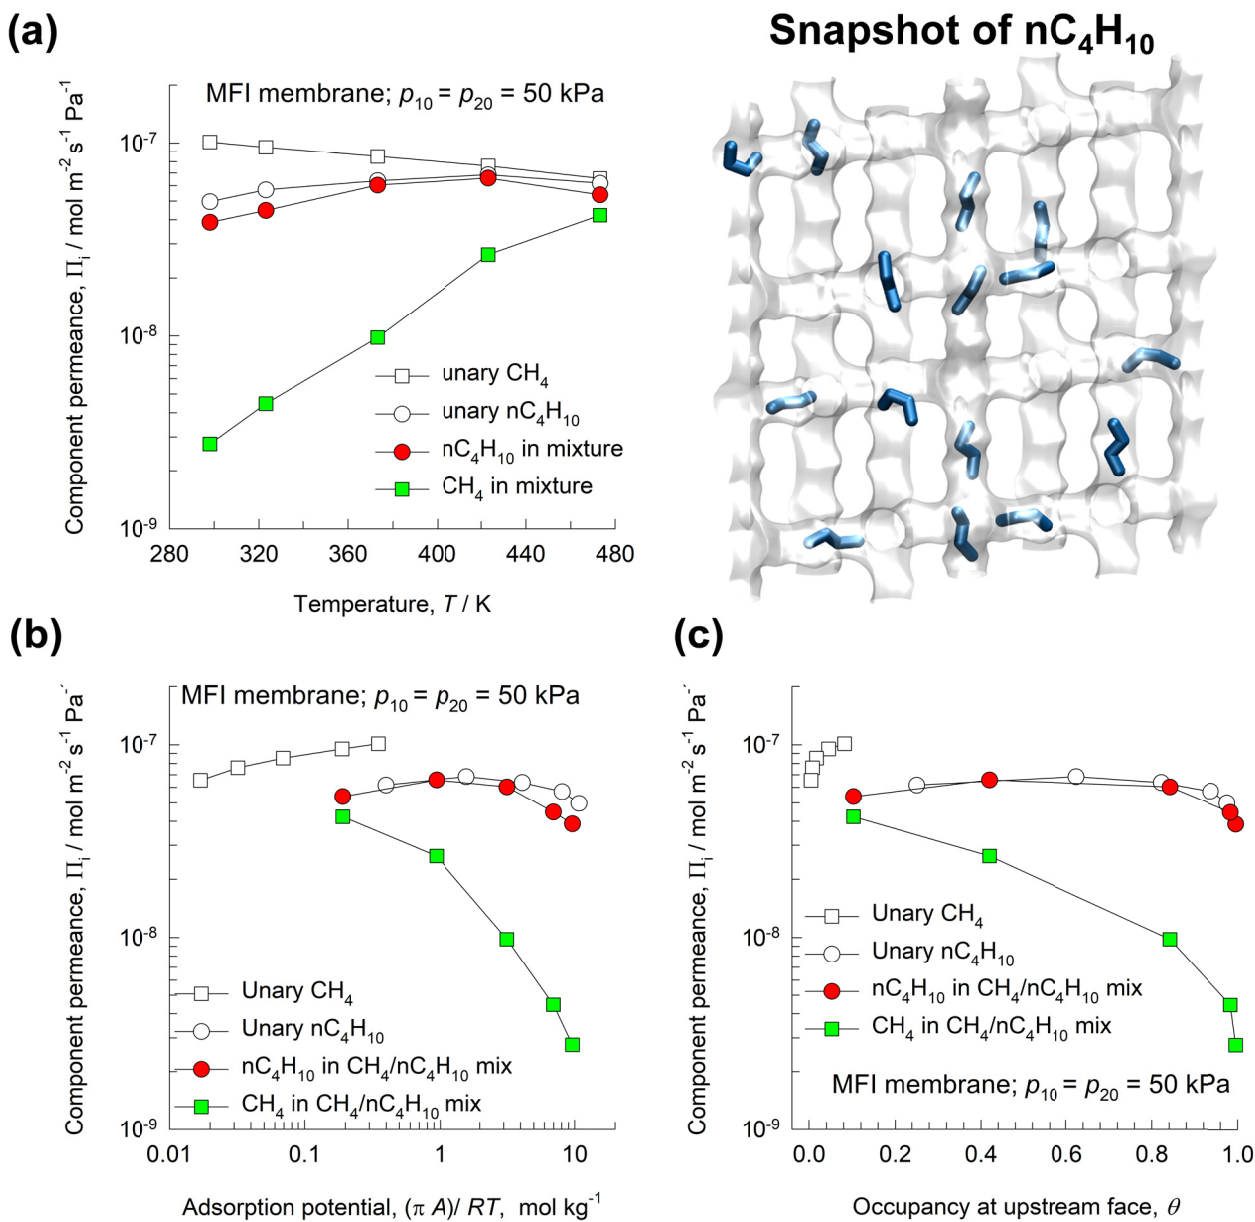 (a)
Snapshot of nC4H10
MFI membrane; p10 = p20 = 50 kPa
Component permeance, Πi / mol m-2 s-1 Pa-1
10-7
10-8
10-9
unary CH4
unary nC4H10
nC4H10 in mixture
CH4 in mixture
280 320 360 400 440 480
Temperature, T / K
(b)
MFI membrane; p10 = p20 = 50 kPa
Component permeance, Πi / mol m-2 s-1 Pa-
10-7
10-8
10-9
Unary CH4
Unary nC4H10
nC4H10 in CH4/nC4H10 mix
CH4 in CH4/nC4H10 mix
0.01 0.1 1 10
Adsorption potential, (π A)/ RT, mol kg-1
(c)
Component permeance, Πi / mol m-2 s-1 Pa-
10-7
10-8
10-9
Unary CH4
Unary nC4H10
nC4H10 in CH4/nC4H10 mix
CH4 in CH4/nC4H10 mix
MFI membrane; p10 = p20 = 50 kPa
0.0 0.2 0.4 0.6 0.8 1.0
Occupancy at upstream face, θ